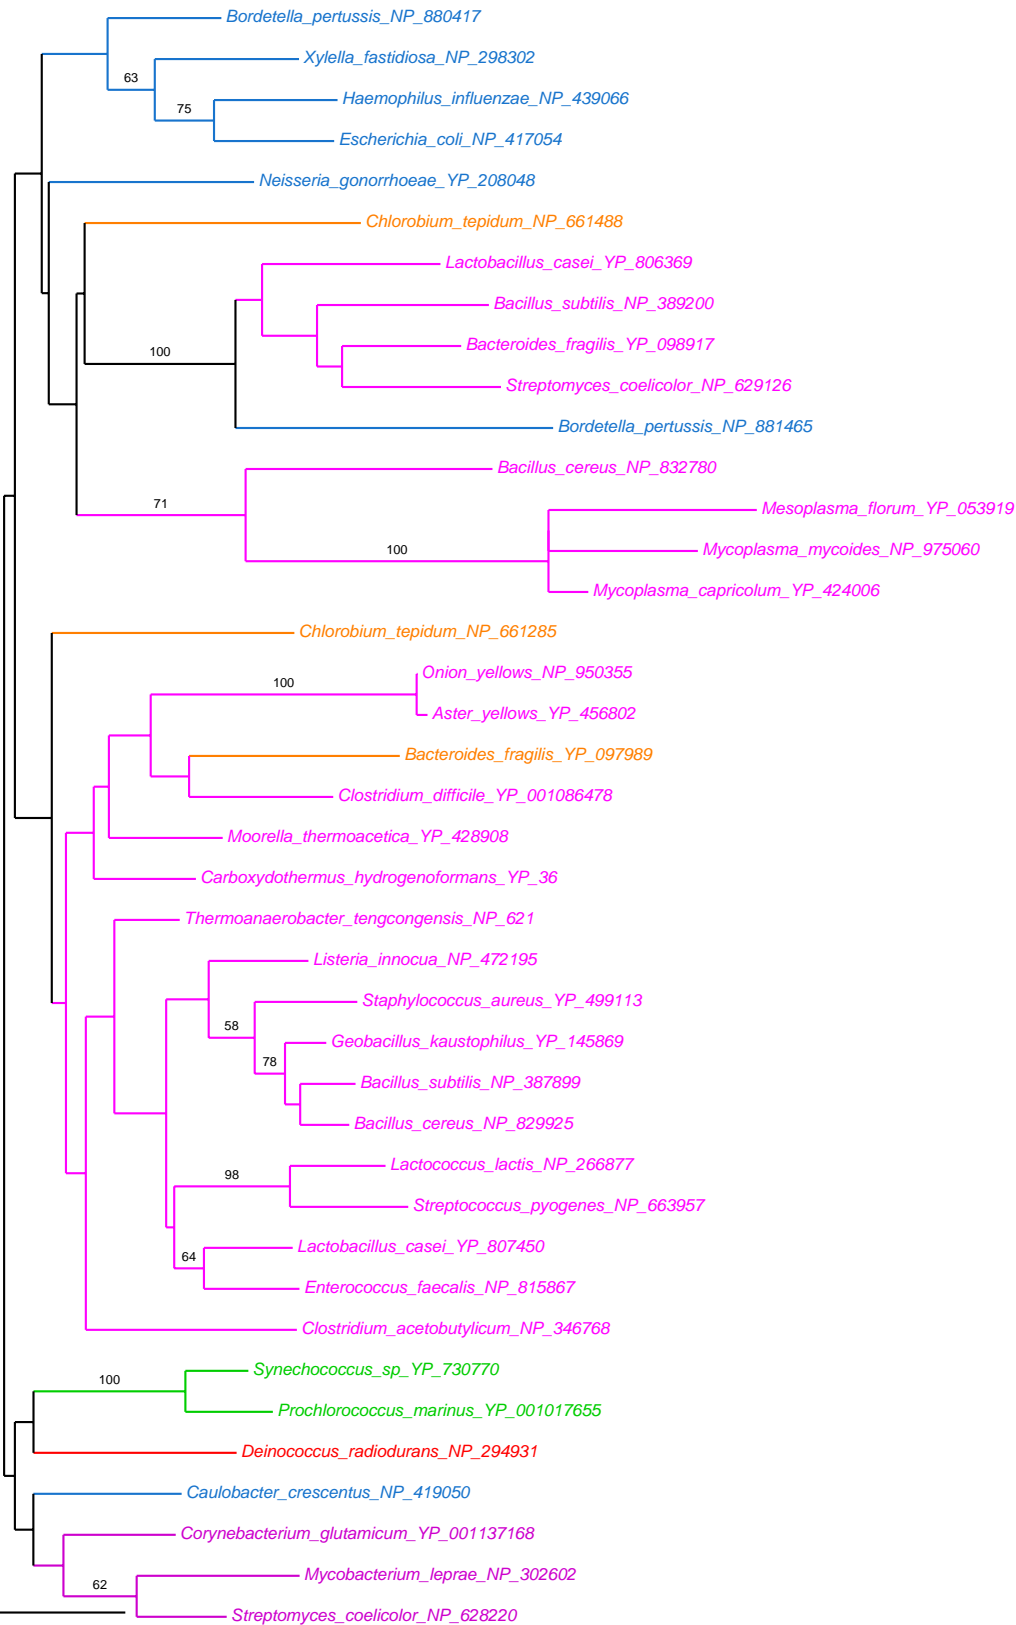 Bordetella_pertussis_NP_880417
Xylella_fastidiosa_NP_298302
63
Haemophilus_influenzae_NP_439066
75
Escherichia_coli_NP_417054
Neisseria_gonorrhoeae_YP_208048
Chlorobium_tepidum_NP_661488
Lactobacillus_casei_YP_806369
Bacillus_subtilis_NP_389200
Bacteroides_fragilis_YP_098917
100
Streptomyces_coelicolor_NP_629126
Bordetella_pertussis_NP_881465
Bacillus_cereus_NP_832780
71
Mesoplasma_florum_YP_053919
100
Mycoplasma_mycoides_NP_975060
Mycoplasma_capricolum_YP_424006
Chlorobium_tepidum_NP_661285
Onion_yellows_NP_950355
100
Aster_yellows_YP_456802
Bacteroides_fragilis_YP_097989
Clostridium_difficile_YP_001086478
Moorella_thermoacetica_YP_428908
Carboxydothermus_hydrogenoformans_YP_36
Thermoanaerobacter_tengcongensis_NP_621
Listeria_innocua_NP_472195
Staphylococcus_aureus_YP_499113
58
Geobacillus_kaustophilus_YP_145869
78
Bacillus_subtilis_NP_387899
Bacillus_cereus_NP_829925
Lactococcus_lactis_NP_266877
98
Streptococcus_pyogenes_NP_663957
Lactobacillus_casei_YP_807450
64
Enterococcus_faecalis_NP_815867
Clostridium_acetobutylicum_NP_346768
Synechococcus_sp_YP_730770
100
Prochlorococcus_marinus_YP_001017655
Deinococcus_radiodurans_NP_294931
Caulobacter_crescentus_NP_419050
Corynebacterium_glutamicum_YP_001137168
Mycobacterium_leprae_NP_302602
62
Streptomyces_coelicolor_NP_628220